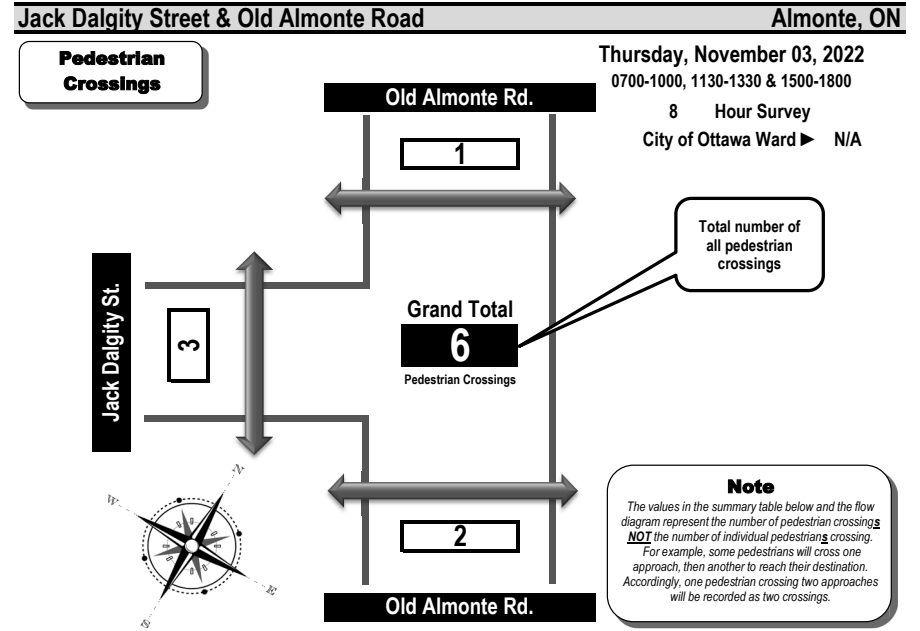 Jack Dalgity Street & Old Almonte Road Almonte, ON
Pedestrian
Crossings
Thursday, November 03, 2022
0700-1000, 1130-1330 & 1500-1800
8 Hour Survey
City of Ottawa Ward ► N/A
Old Almonte Rd.
1
Total number of
all pedestrian
crossings
Jack Dalgity St.
3
Grand Total
6
Pedestrian Crossings
N
W
E
S
2
Old Almonte Rd.
Note
The values in the summary table below and the flow
diagram represent the number of pedestrian crossings
NOT the number of individual pedestrians crossing.
For example, some pedestrians will cross one
approach, then another to reach their destination.
Accordingly, one pedestrian crossing two approaches
will be recorded as two crossings.